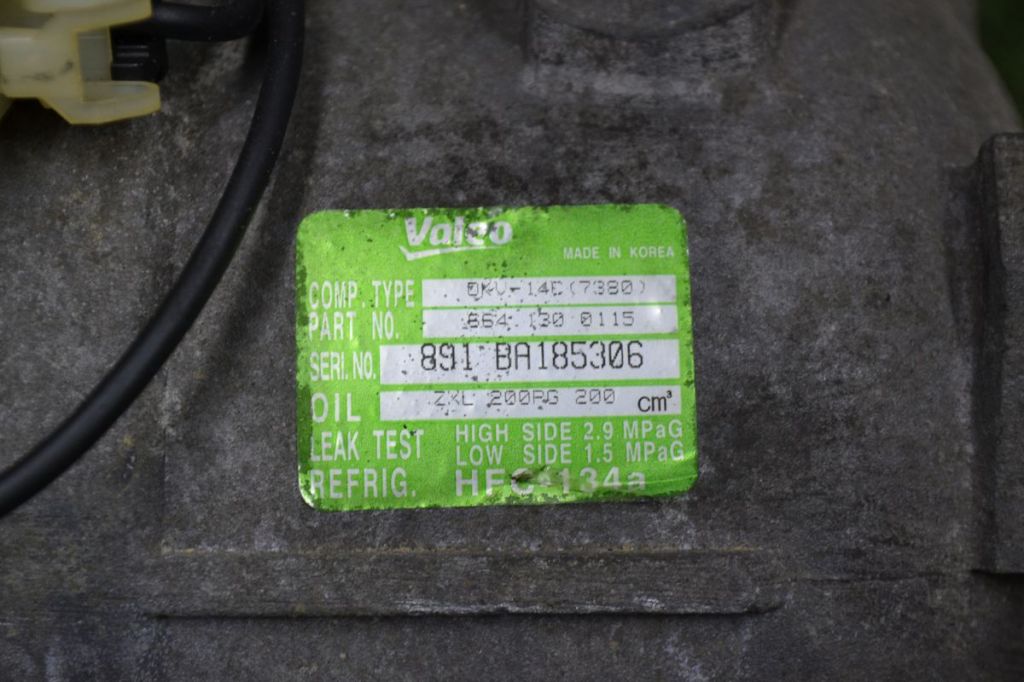 Valeo
MADE IN KOREA
COMP. TYPE DKV-14C(7380)
PART NO. 864 130 0115
SERI. NO. 891 BA185306
OIL ZXL 200PG 200 cm³
LEAK TEST HIGH SIDE 2.9 MPaG
LOW SIDE 1.5 MPaG
REFRIG. HFC-134a